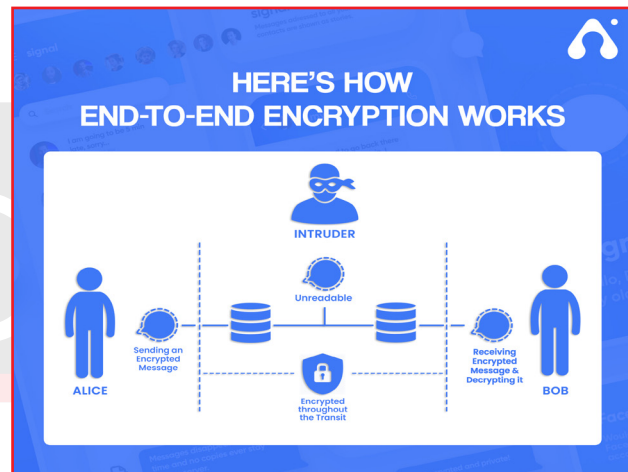 HERE'S HOW
END-TO-END ENCRYPTION WORKS
INTRUDER
Unreadable
Sending an
Encrypted
Message
ALICE
Encrypted
throughout
the Transit
Receiving
Encrypted
Message &
Decrypting it
BOB